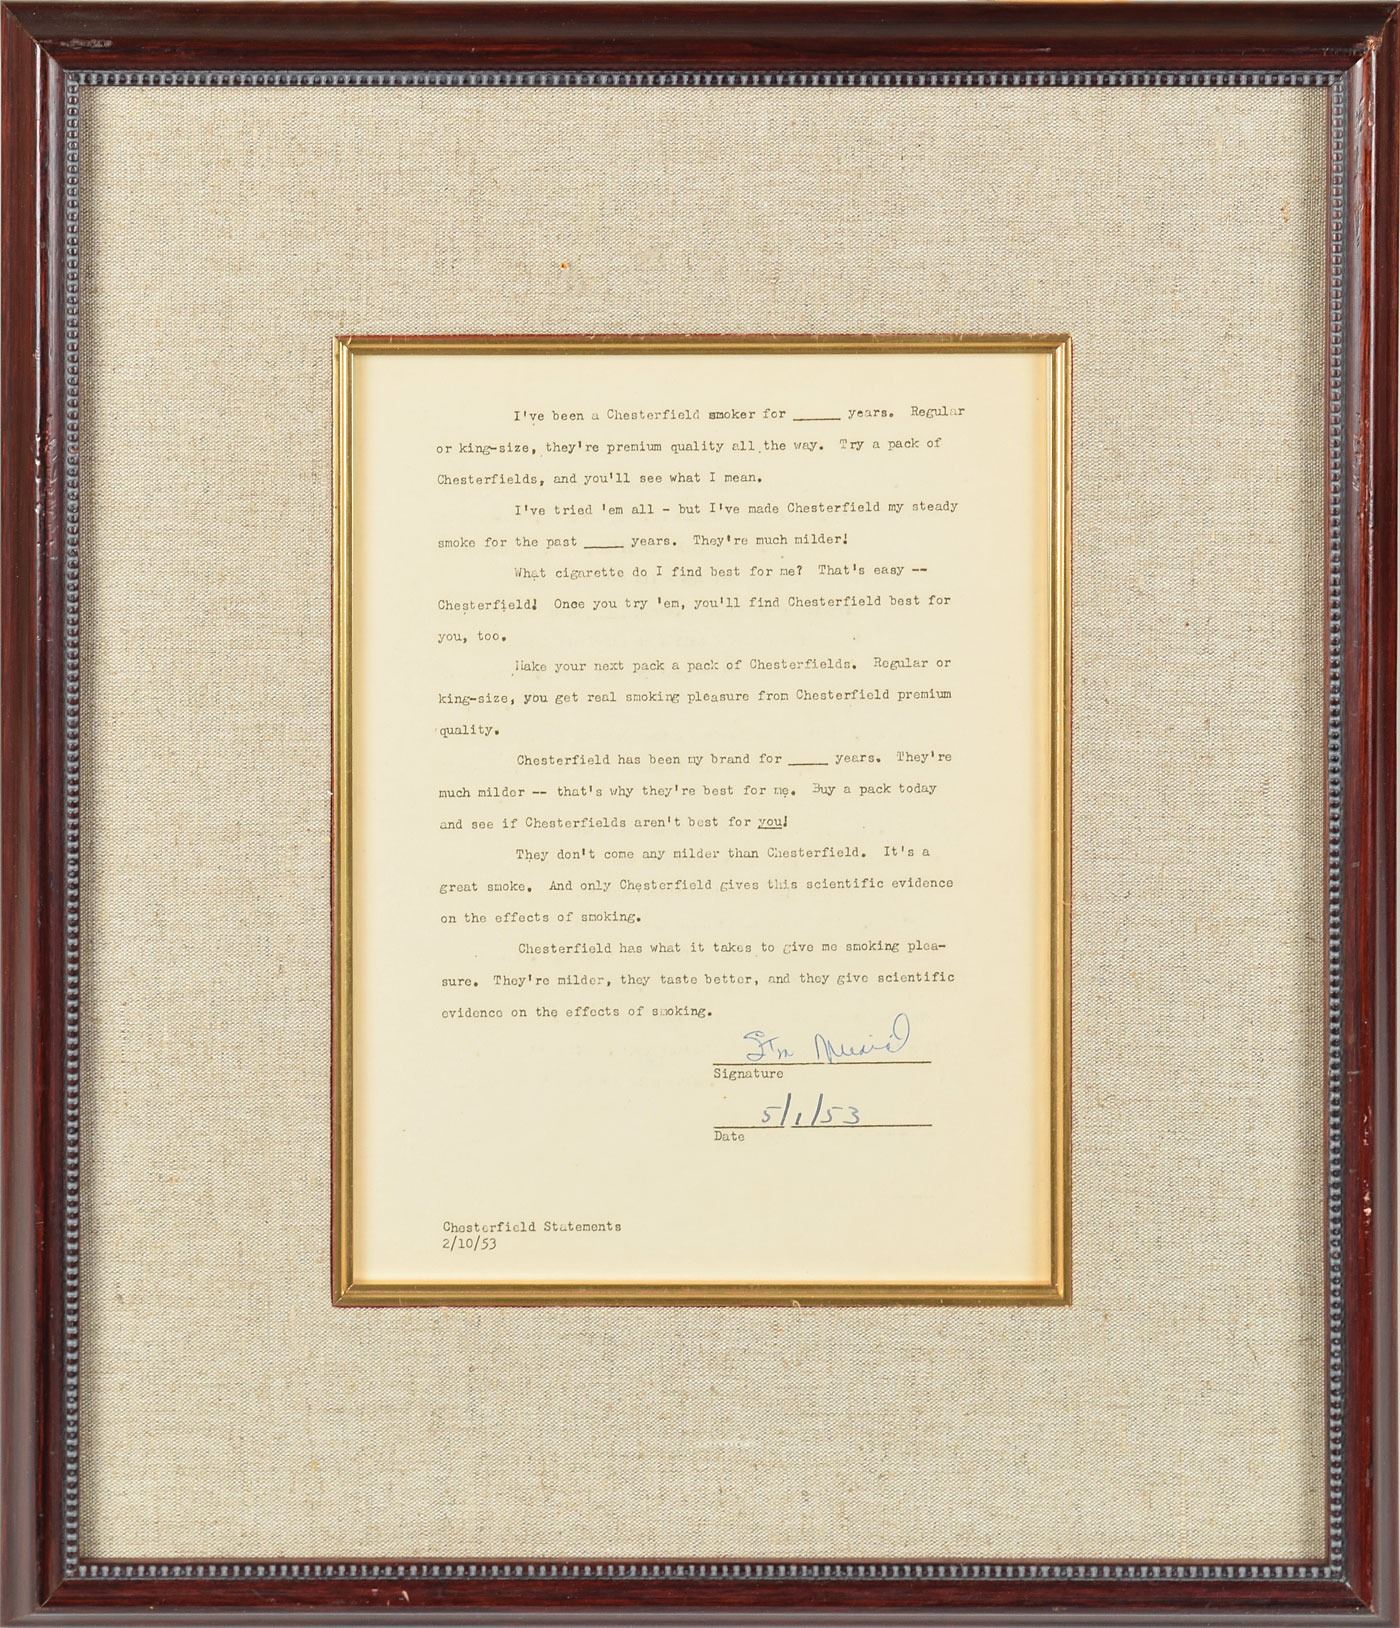 I've been a Chesterfield smoker for _____ years. Regular
or king-size, they're premium quality all the way. Try a pack of
Chesterfields, and you'll see what I mean.
I've tried 'em all - but I've made Chesterfield my steady
smoke for the past ____ years. They're much milder!
What cigarette do I find best for me? That's easy --
Chesterfield! Once you try 'em, you'll find Chesterfield best for
you, too.
Make your next pack a pack of Chesterfields. Regular or
king-size, you get real smoking pleasure from Chesterfield premium
quality.
Chesterfield has been my brand for ____ years. They're
much milder -- that's why they're best for me. Buy a pack today
and see if Chesterfields aren't best for you!
They don't come any milder than Chesterfield. It's a
great smoke. And only Chesterfield gives this scientific evidence
on the effects of smoking.
Chesterfield has what it takes to give me smoking plea-
sure. They're milder, they taste better, and they give scientific
evidence on the effects of smoking.
Stan Musial
Signature
5/1/53
Date
Chesterfield Statements
2/10/53